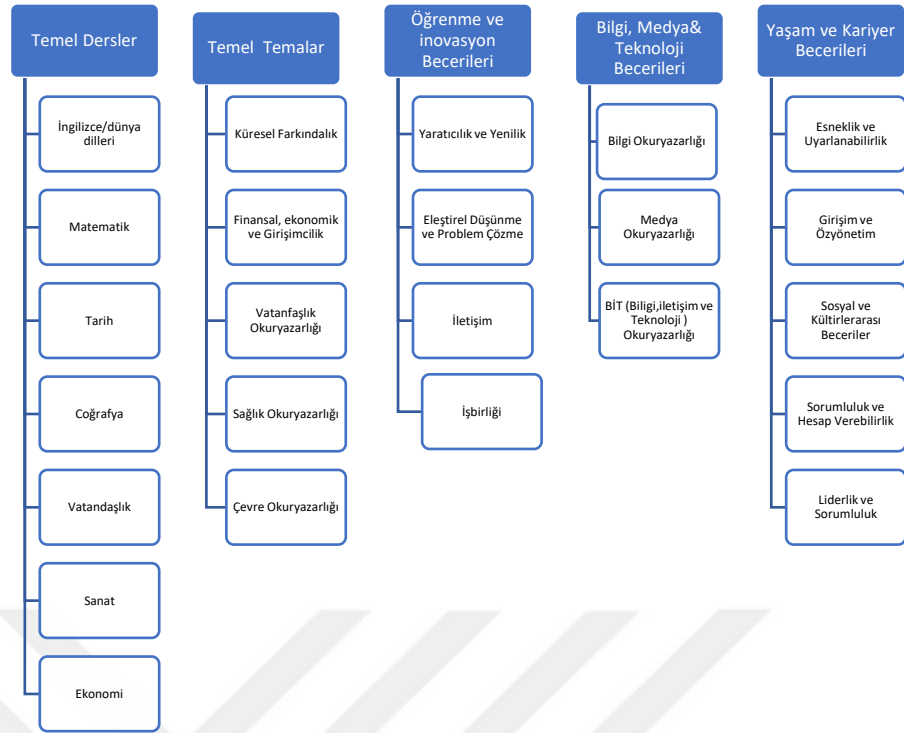 Temel Dersler
İngilizce/dünya
dilleri
Matematik
Tarih
Coğrafya
Vatandaşlık
Sanat
Ekonomi
Temel Temalar
Küresel Farkındalık
Finansal, ekonomik
ve Girişimcilik
Vatanfaşlık
Okuryazarlığı
Sağlık Okuryazarlığı
Çevre Okuryazarlığı
Öğrenme ve
inovasyon
Becerileri
Yaratıcılık ve Yenilik
Eleştirel Düşünme
ve Problem Çözme
İletişim
İşbirliği
Bilgi, Medya&
Teknoloji
Becerileri
Bilgi Okuryazarlığı
Medya
Okuryazarlığı
BİT (Biligi,iletişim ve
Teknoloji )
Okuryazarlığı
Yaşam ve Kariyer
Becerileri
Esneklik ve
Uyarlanabilirlik
Girişim ve
Özyönetim
Sosyal ve
Kültirlerarası
Beceriler
Sorumluluk ve
Hesap Verebilirlik
Liderlik ve
Sorumluluk